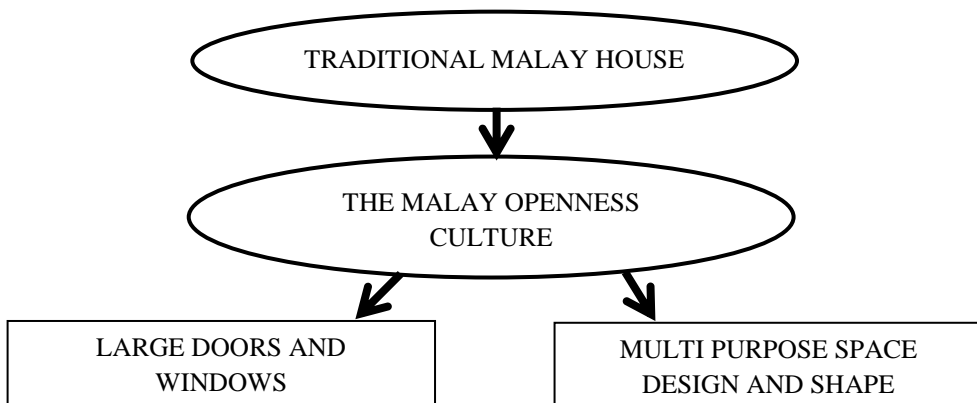 TRADITIONAL MALAY HOUSE
THE MALAY OPENNESS
CULTURE
LARGE DOORS AND
WINDOWS
MULTI PURPOSE SPACE
DESIGN AND SHAPE